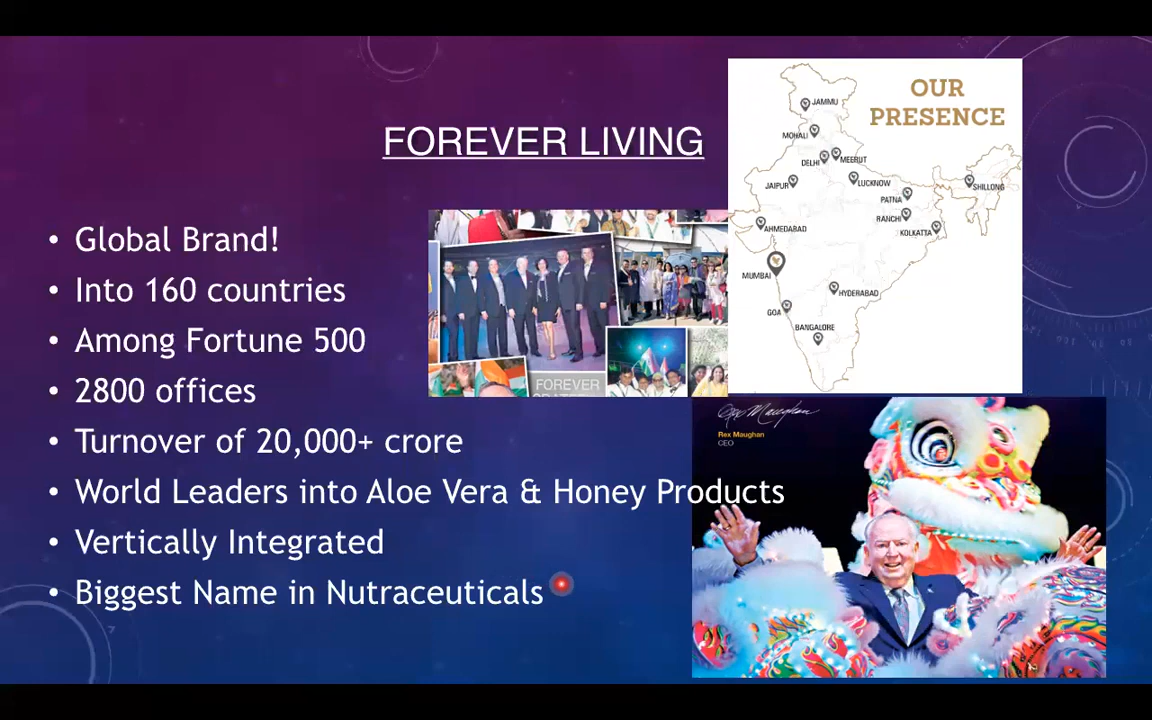 FOREVER LIVING
• Global Brand!
• Into 160 countries
• Among Fortune 500
• 2800 offices
• Turnover of 20,000+ crore
• World Leaders into Aloe Vera & Honey Products
• Vertically Integrated
• Biggest Name in Nutraceuticals
FOREVER
OUR
PRESENCE
JAMMU
MOHALI
DELHI
MEERUT
JAIPUR
LUCKNOW
SHILLONG
PATNA
RANCHI
AHMEDABAD
KOLKATTA
MUMBAI
HYDERABAD
GOA
BANGALORE
Rex Maughan
Rex Maughan
CEO